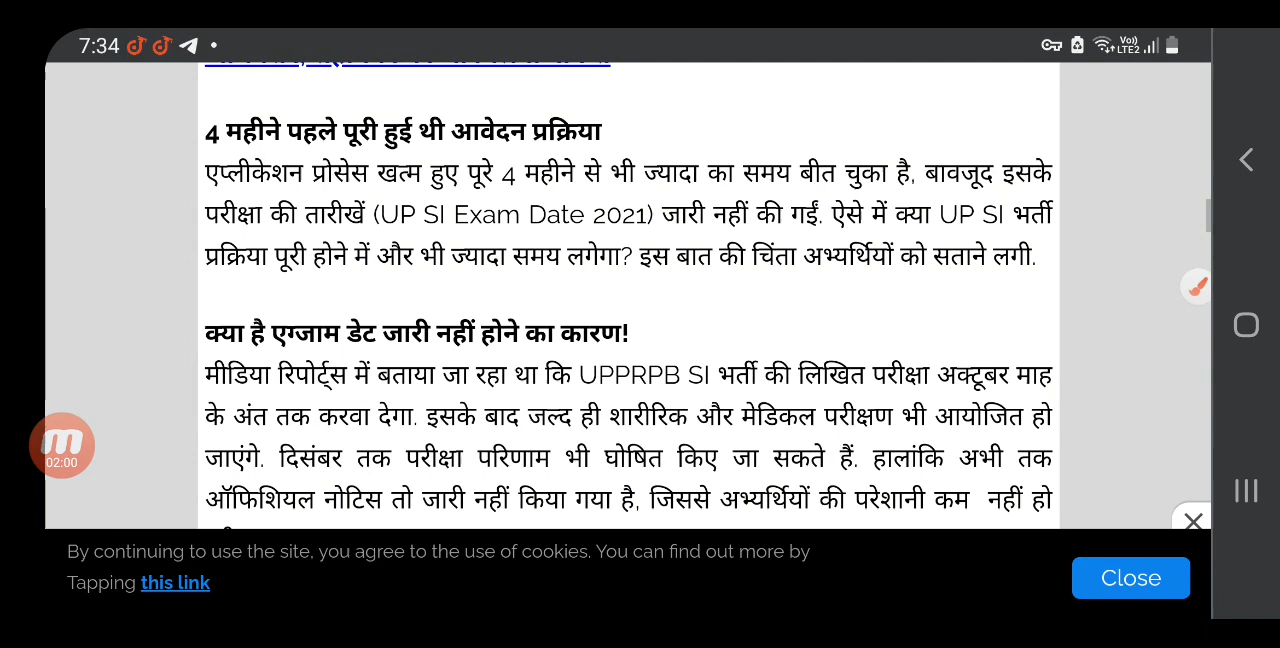 7:34
Vo)) LTE2
4 महीने पहले पूरी हुई थी आवेदन प्रक्रिया
एप्लीकेशन प्रोसेस खत्म हुए पूरे 4 महीने से भी ज्यादा का समय बीत चुका है, बावजूद इसके
परीक्षा की तारीखें (UP SI Exam Date 2021) जारी नहीं की गईं. ऐसे में क्या UP SI भर्ती
प्रक्रिया पूरी होने में और भी ज्यादा समय लगेगा? इस बात की चिंता अभ्यर्थियों को सताने लगी.
क्या है एग्जाम डेट जारी नहीं होने का कारण!
मीडिया रिपोर्ट्स में बताया जा रहा था कि UPPRPB SI भर्ती की लिखित परीक्षा अक्टूबर माह
के अंत तक करवा देगा. इसके बाद जल्द ही शारीरिक और मेडिकल परीक्षण भी आयोजित हो
जाएंगे. दिसंबर तक परीक्षा परिणाम भी घोषित किए जा सकते हैं. हालांकि अभी तक
ऑफिशियल नोटिस तो जारी नहीं किया गया है, जिससे अभ्यर्थियों की परेशानी कम नहीं हो
m
02:00
By continuing to use the site, you agree to the use of cookies. You can find out more by
Tapping this link
Close